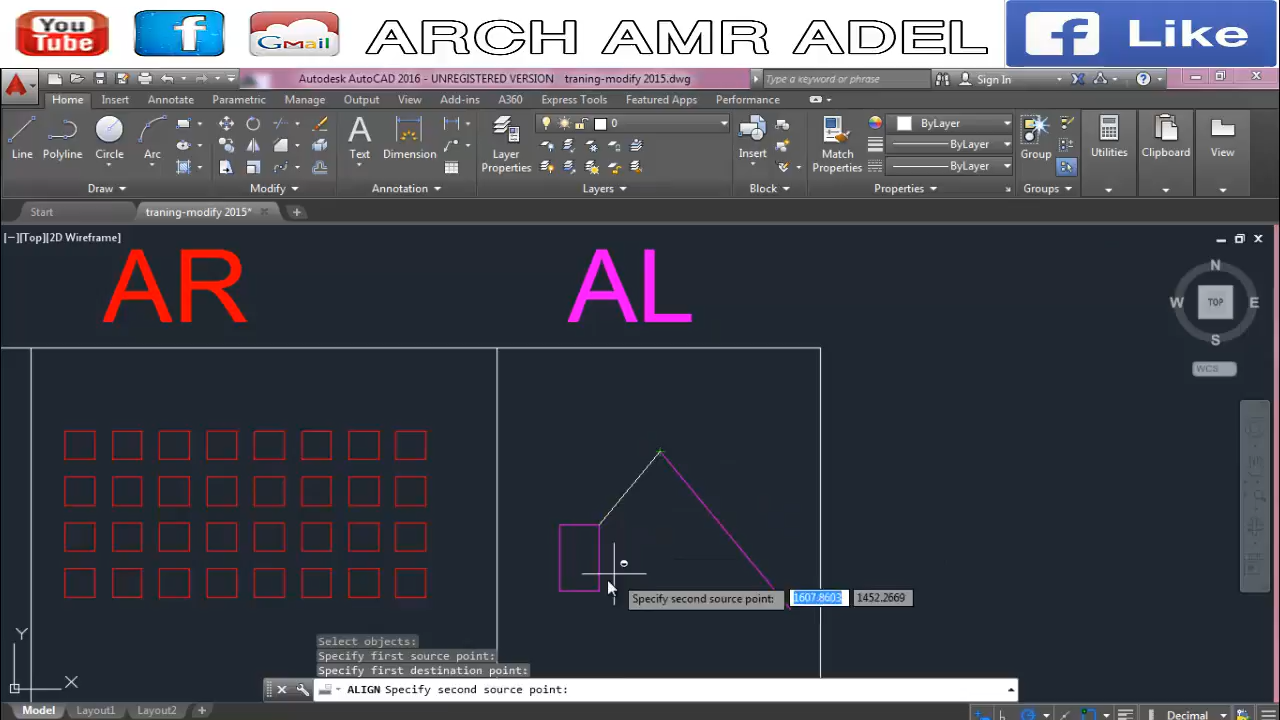 You Tube
f
Gmail
ARCH AMR ADEL
f Like
Autodesk AutoCAD 2016 - UNREGISTERED VERSION    traning-modify 2015.dwg
Type a keyword or phrase
Sign In
Home Insert Annotate Parametric Manage Output View Add-ins A360 Express Tools Featured Apps Performance
Line Polyline Circle Arc
Text Dimension
Layer Properties
0
Insert
Match Properties
ByLayer
ByLayer
ByLayer
Group
Utilities
Clipboard
View
Draw Modify Annotation Layers Block Properties Groups
Start
traning-modify 2015*
[−][Top][2D Wireframe]
AR
AL
N
W TOP E
S
WCS
Specify second source point: 1607.8603 1452.2669
Y
X
Select objects:
Specify first source point:
Specify first destination point:
ALIGN Specify second source point:
Model Layout1 Layout2 +
Decimal